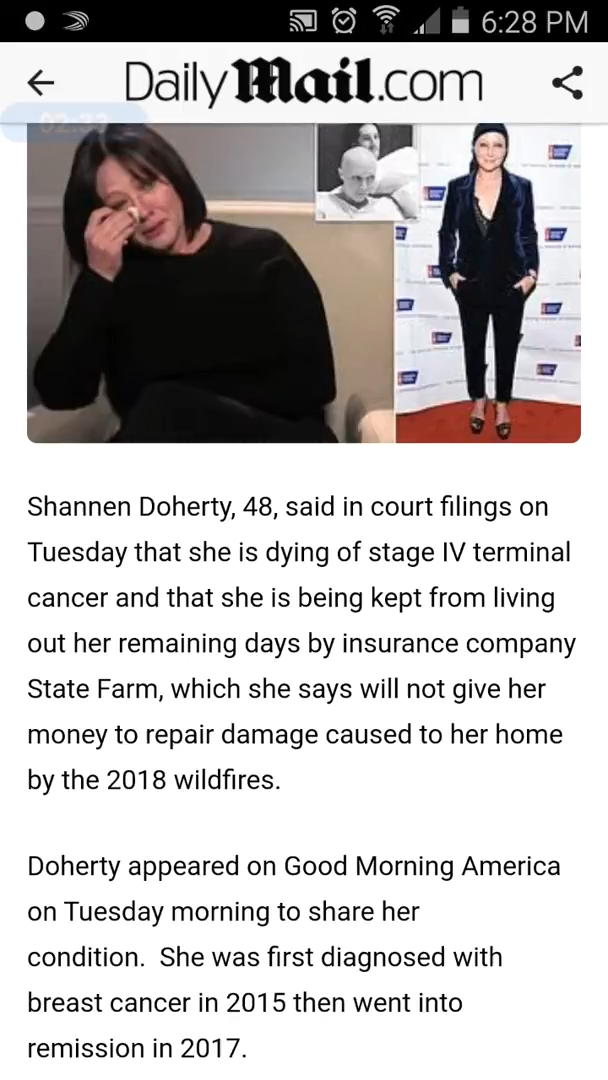 6:28 PM
DailyMail.com
02:33
Shannen Doherty, 48, said in court filings on
Tuesday that she is dying of stage IV terminal
cancer and that she is being kept from living
out her remaining days by insurance company
State Farm, which she says will not give her
money to repair damage caused to her home
by the 2018 wildfires.
Doherty appeared on Good Morning America
on Tuesday morning to share her
condition.  She was first diagnosed with
breast cancer in 2015 then went into
remission in 2017.